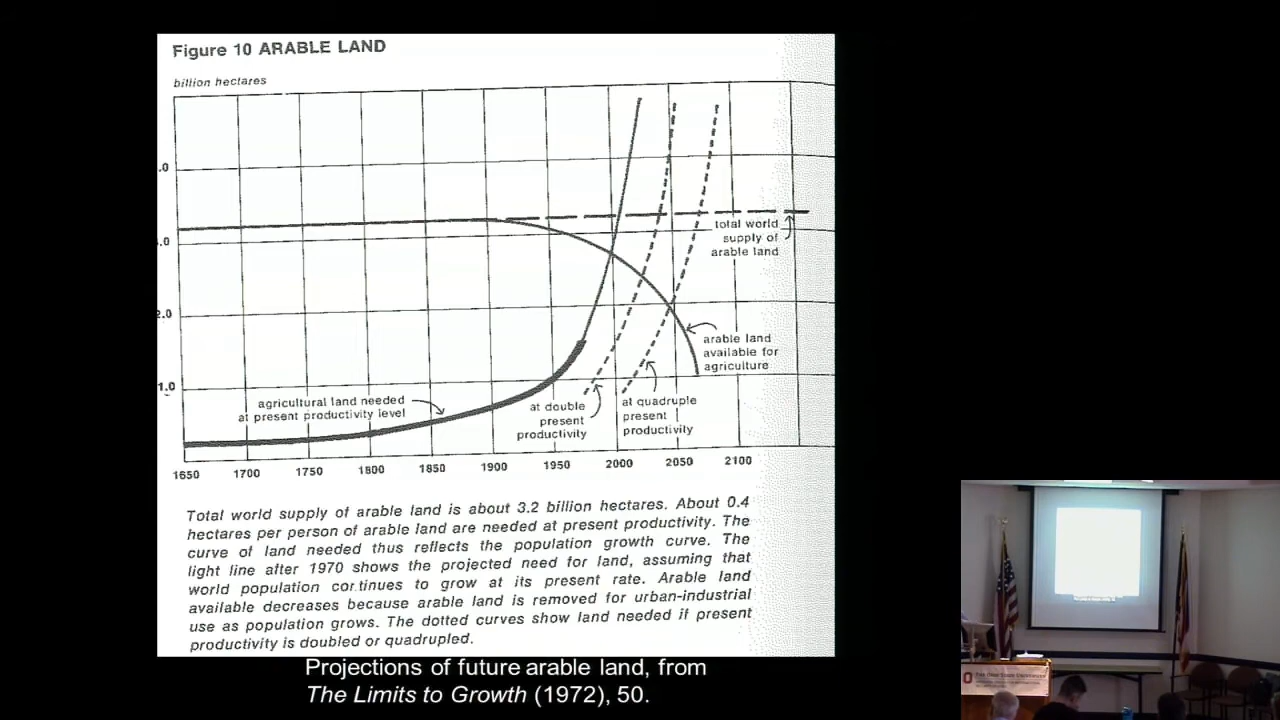 Figure 10 ARABLE LAND
billion hectares
.0
.0
2.0
1.0
total world
supply of
arable land
arable land
available for
agriculture
agricultural land needed
at present productivity level
at double
present
productivity
at quadruple
present
productivity
1650 1700 1750 1800 1850 1900 1950 2000 2050 2100
Total world supply of arable land is about 3.2 billion hectares. About 0.4
hectares per person of arable land are needed at present productivity. The
curve of land needed thus reflects the population growth curve. The
light line after 1970 shows the projected need for land, assuming that
world population continues to grow at its present rate. Arable land
available decreases because arable land is removed for urban-industrial
use as population grows. The dotted curves show land needed if present
productivity is doubled or quadrupled.
Projections of future arable land, from
The Limits to Growth (1972), 50.
The Ohio State University